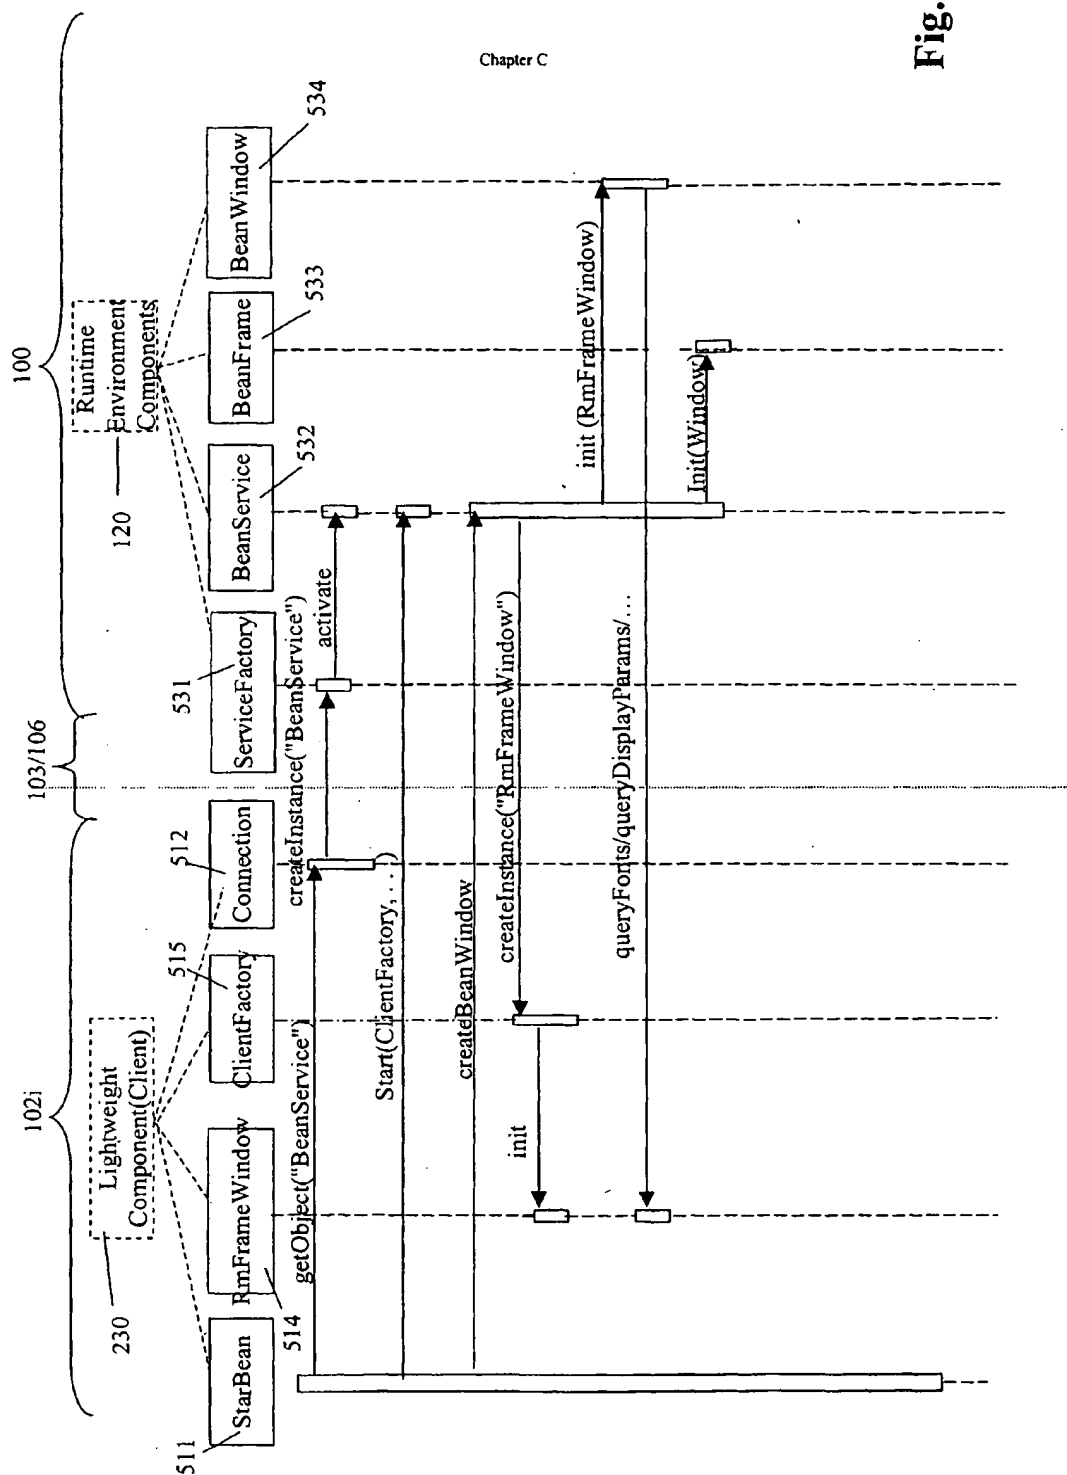 Chapter C
Fig.
102i
103/106
100
230
Lightweight
Component(Client)
120
Runtime
Environment
Components
511
StarBean
514
RmFrameWindow
515
ClientFactory
512
Connection
531
ServiceFactory
532
BeanService
533
BeanFrame
534
BeanWindow
getObject("BeanService")
createInstance("BeanService")
activate
Start(ClientFactory,..)
createBeanWindow
createInstance("RmFrameWindow")
init
init (RmFrameWindow)
queryFonts/queryDisplayParams/…
Init(Window)